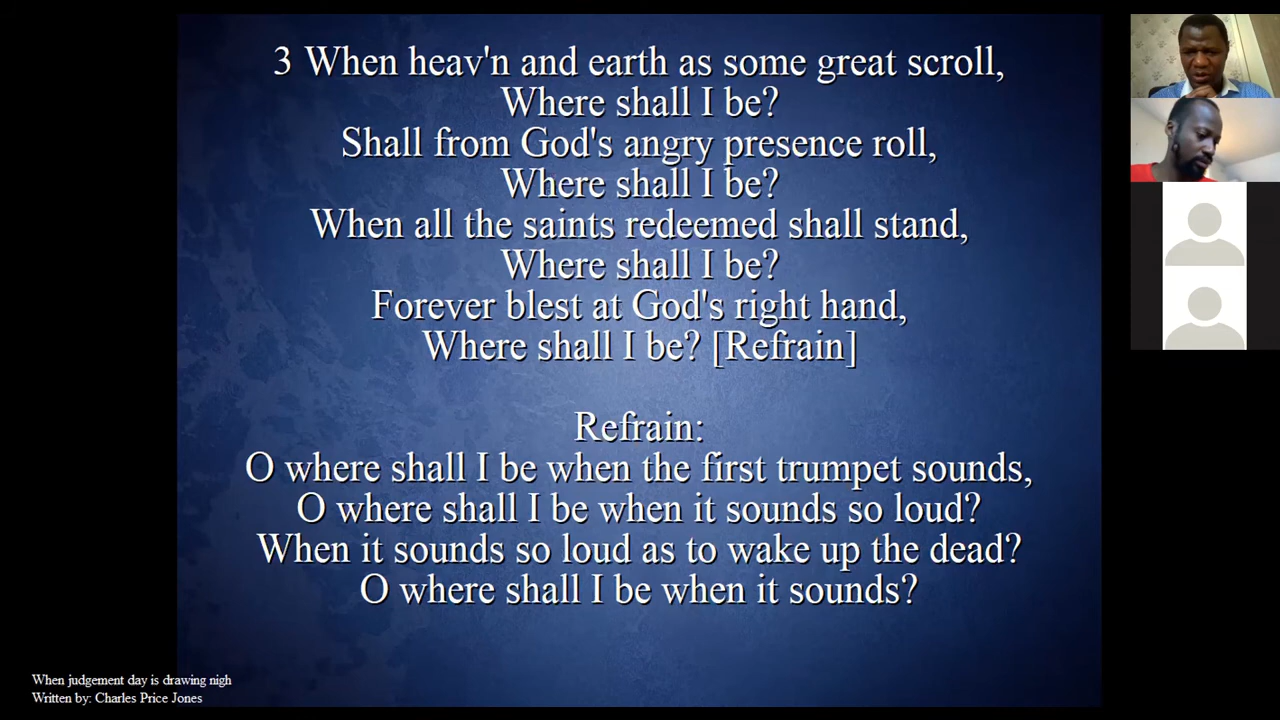 3 When heav'n and earth as some great scroll,
Where shall I be?
Shall from God's angry presence roll,
Where shall I be?
When all the saints redeemed shall stand,
Where shall I be?
Forever blest at God's right hand,
Where shall I be? [Refrain]
Refrain:
O where shall I be when the first trumpet sounds,
O where shall I be when it sounds so loud?
When it sounds so loud as to wake up the dead?
O where shall I be when it sounds?
When judgement day is drawing nigh
Written by: Charles Price Jones